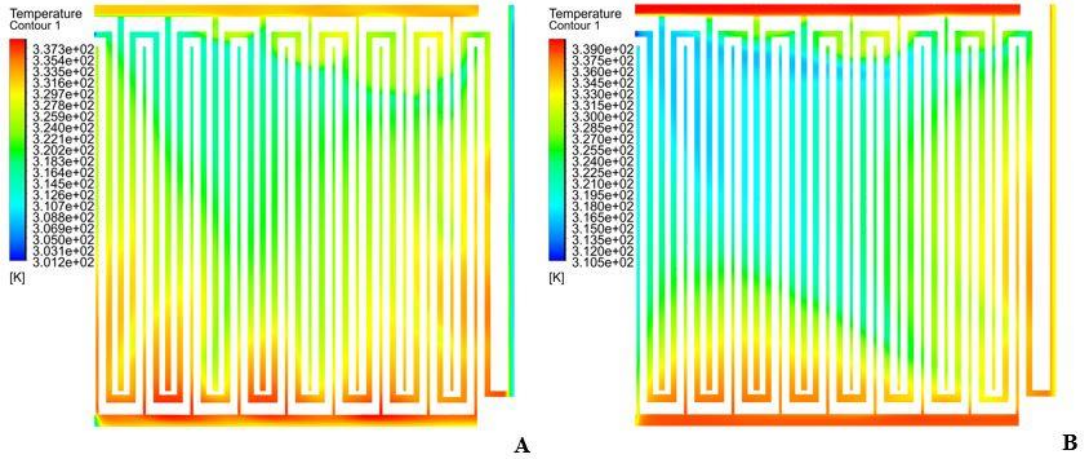 Temperature
Contour 1
3.373e+02
3.354e+02
3.335e+02
3.316e+02
3.297e+02
3.278e+02
3.259e+02
3.240e+02
3.221e+02
3.202e+02
3.183e+02
3.164e+02
3.145e+02
3.126e+02
3.107e+02
3.088e+02
3.069e+02
3.050e+02
3.031e+02
3.012e+02
[K]
A
Temperature
Contour 1
3.390e+02
3.375e+02
3.360e+02
3.345e+02
3.330e+02
3.315e+02
3.300e+02
3.285e+02
3.270e+02
3.255e+02
3.240e+02
3.225e+02
3.210e+02
3.195e+02
3.180e+02
3.165e+02
3.150e+02
3.135e+02
3.120e+02
3.105e+02
[K]
B